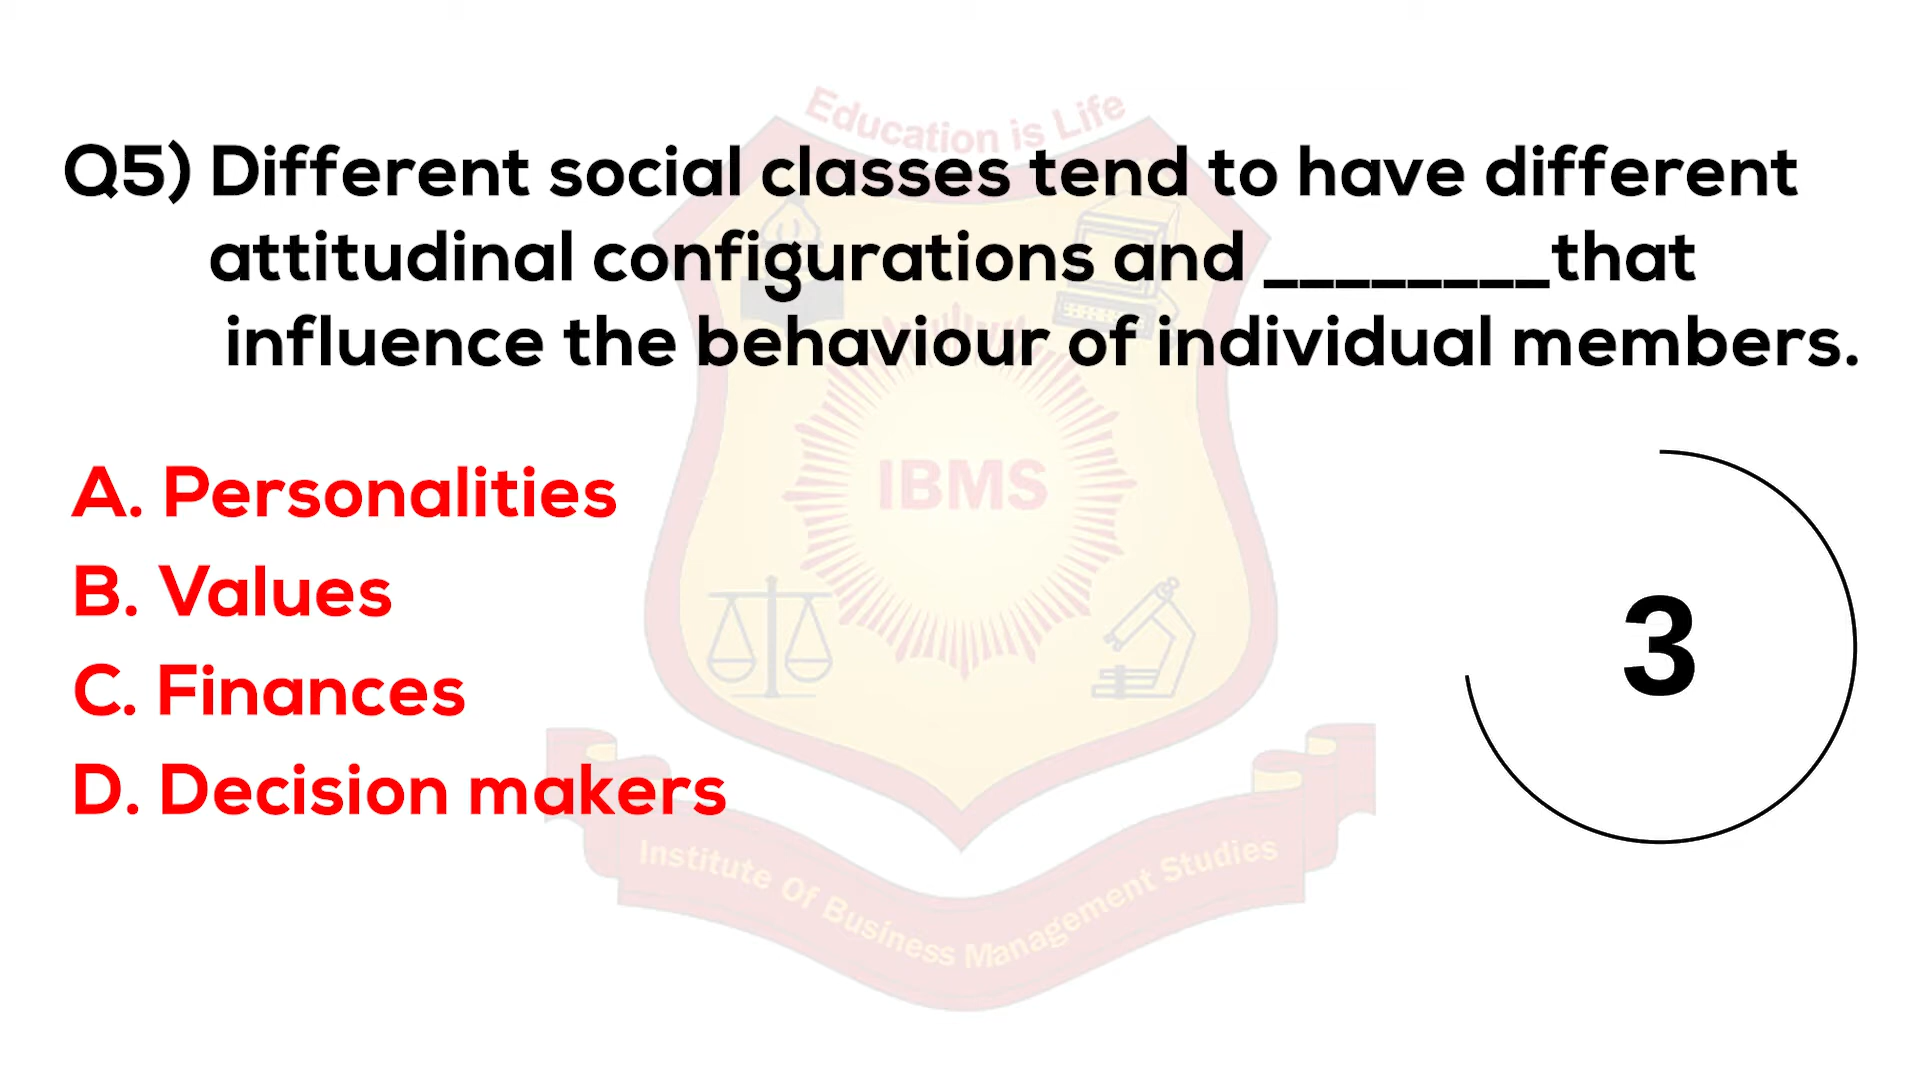 Education is Life
Q5) Different social classes tend to have different
attitudinal configurations and ________that
influence the behaviour of individual members.
IBMS
A. Personalities
B. Values
C. Finances
D. Decision makers
3
Institute Of Business Management Studies